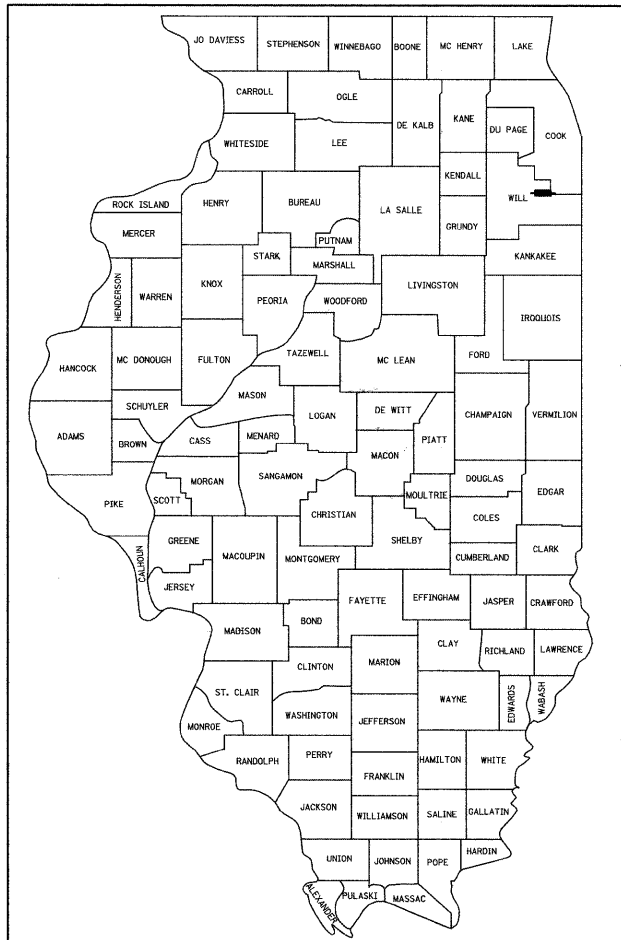 JO DAVIESS
STEPHENSON
WINNEBAGO
BOONE
MC HENRY
LAKE
CARROLL
OGLE
DE KALB
KANE
DU PAGE
COOK
WHITESIDE
LEE
KENDALL
WILL
ROCK ISLAND
HENRY
BUREAU
LA SALLE
GRUNDY
MERCER
PUTNAM
STARK
MARSHALL
KANKAKEE
HENDERSON
WARREN
KNOX
PEORIA
WOODFORD
LIVINGSTON
IROQUOIS
HANCOCK
MC DONOUGH
FULTON
TAZEWELL
MC LEAN
FORD
SCHUYLER
MASON
LOGAN
DE WITT
CHAMPAIGN
VERMILION
ADAMS
BROWN
CASS
MENARD
PIATT
MACON
MORGAN
SANGAMON
DOUGLAS
EDGAR
PIKE
SCOTT
CHRISTIAN
MOULTRIE
COLES
CALHOUN
GREENE
MACOUPIN
MONTGOMERY
SHELBY
CUMBERLAND
CLARK
JERSEY
FAYETTE
EFFINGHAM
JASPER
CRAWFORD
MADISON
BOND
CLAY
RICHLAND
LAWRENCE
CLINTON
MARION
ST. CLAIR
WAYNE
EDWARDS
WABASH
MONROE
WASHINGTON
JEFFERSON
RANDOLPH
PERRY
HAMILTON
WHITE
FRANKLIN
JACKSON
WILLIAMSON
SALINE
GALLATIN
UNION
JOHNSON
POPE
HARDIN
ALEXANDER
PULASKI
MASSAC